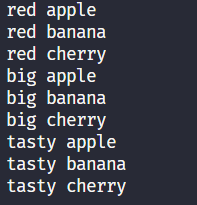 red apple
red banana
red cherry
big apple
big banana
big cherry
tasty apple
tasty banana
tasty cherry